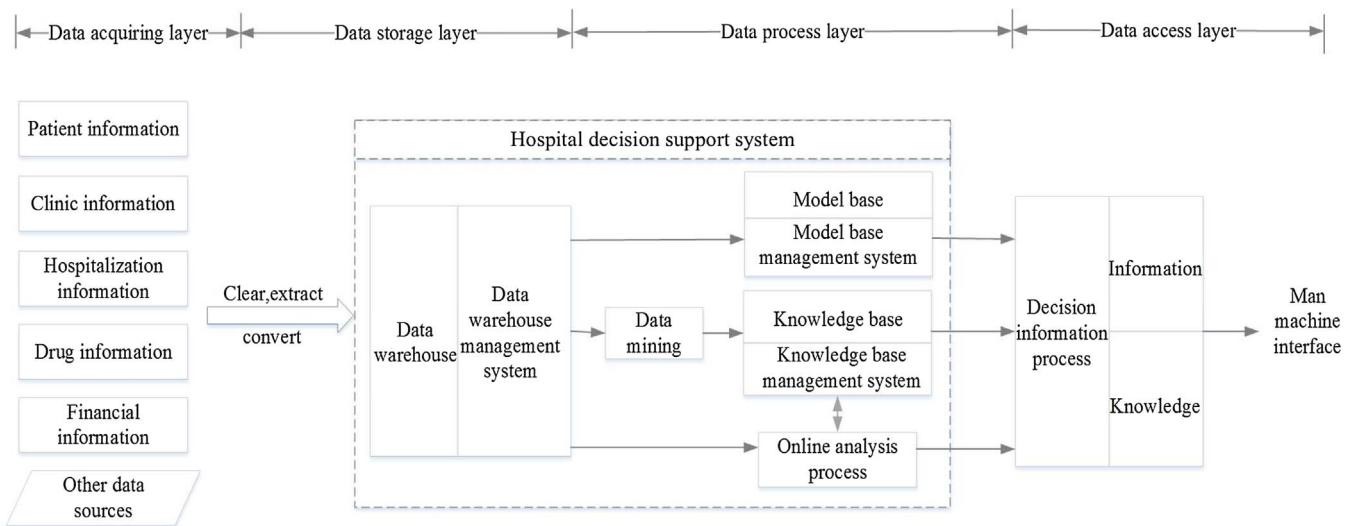 Data acquiring layer
Data storage layer
Data process layer
Data access layer
Patient information
Clinic information
Hospitalization
information
Drug information
Financial
information
Other data
sources
Clear,extract
convert
Hospital decision support system
Data
warehouse
Data
warehouse
management
system
Data
mining
Model base
Model base
management system
Knowledge base
Knowledge base
management system
Online analysis
process
Decision
information
process
Information
Knowledge
Man
machine
interface